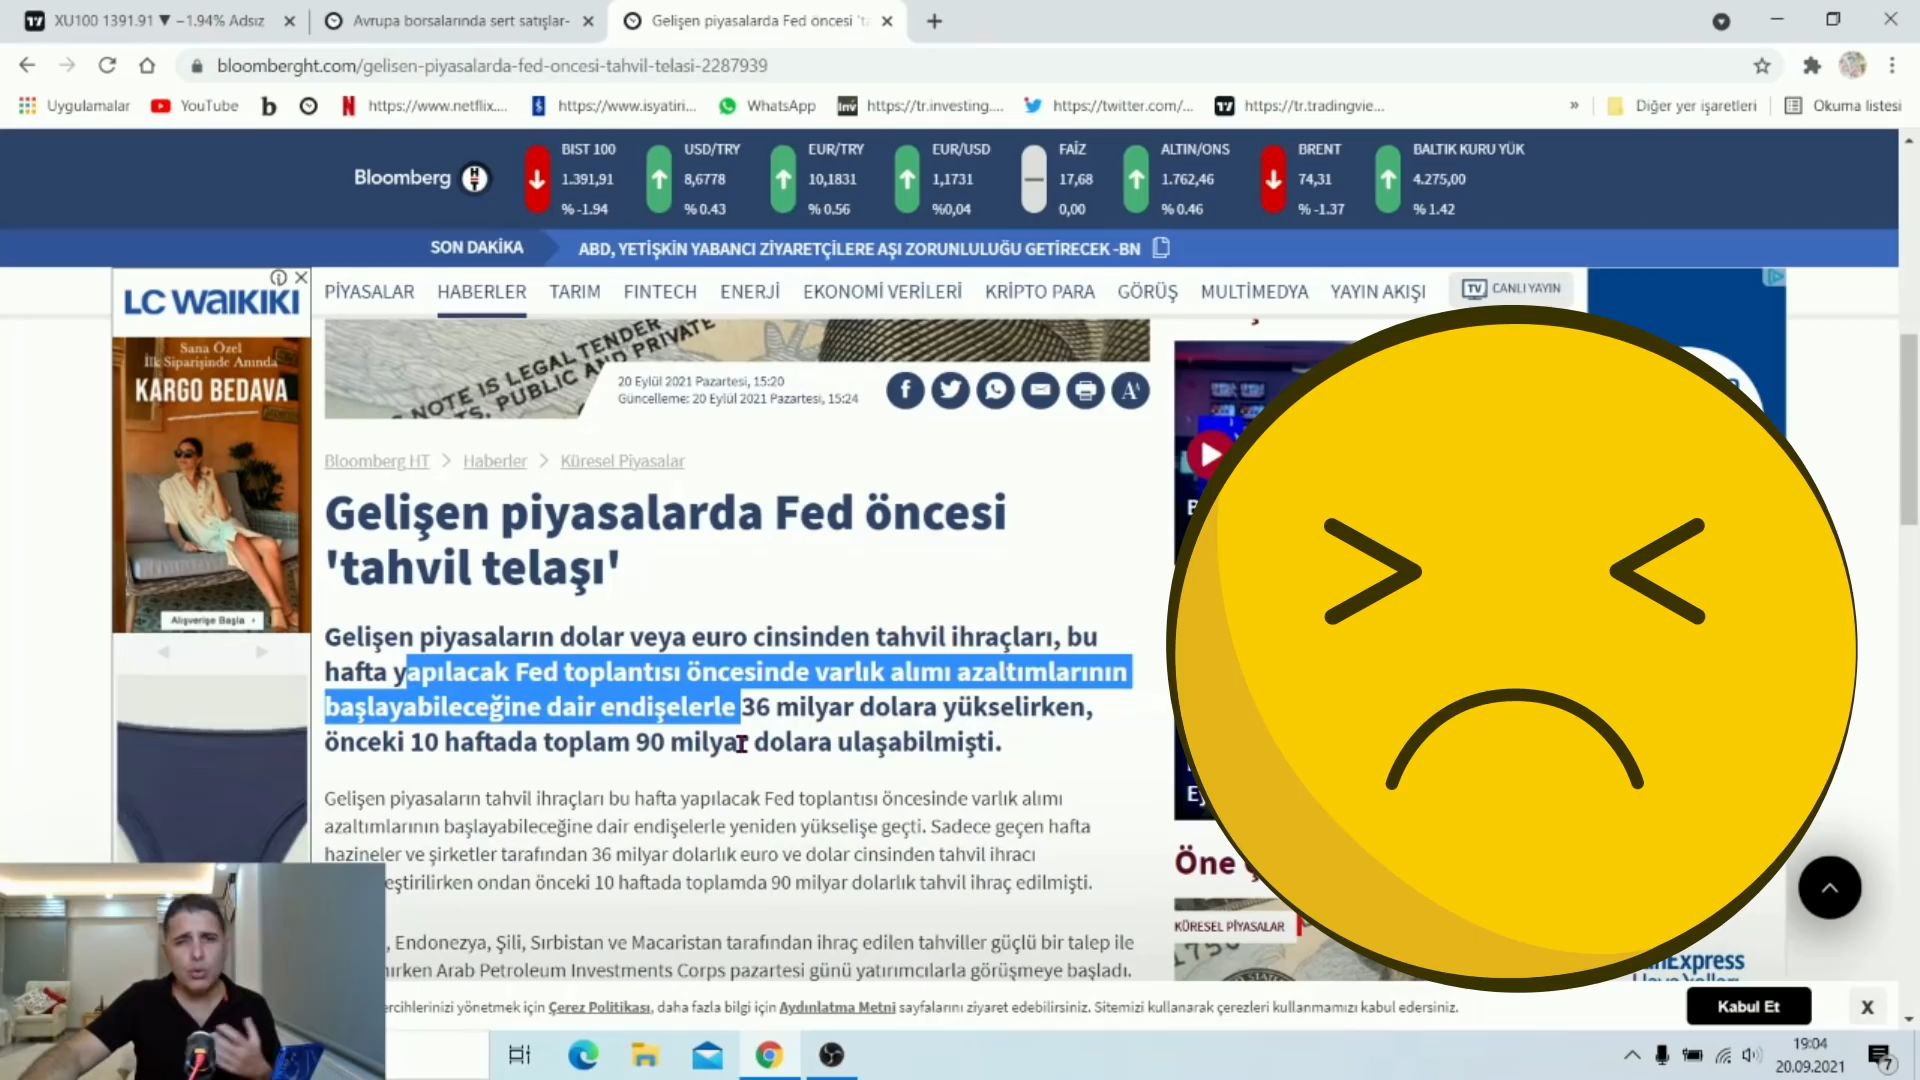 XU100 1391.91 ▼ −1.94% Adsız
Avrupa borsalarında sert satışlar-
Gelişen piyasalarda Fed öncesi 't
bloomberght.com/gelisen-piyasalarda-fed-oncesi-tahvil-telasi-2287939
Uygulamalar
YouTube
https://www.netflix....
https://www.isyatiri...
WhatsApp
https://tr.investing....
https://twitter.com/...
https://tr.tradingvie...
»
Diğer yer işaretleri
Okuma listesi
Bloomberg HT
BIST 100
1.391,91
% -1.94
USD/TRY
8,6778
% 0.43
EUR/TRY
10,1831
% 0.56
EUR/USD
1,1731
%0,04
FAİZ
17,68
0,00
ALTIN/ONS
1.762,46
% 0.46
BRENT
74,31
% -1.37
BALTIK KURU YÜK
4.275,00
% 1.42
SON DAKİKA
ABD, YETİŞKİN YABANCI ZİYARETÇİLERE AŞI ZORUNLULUĞU GETİRECEK -BN
PİYASALAR HABERLER TARIM FINTECH ENERJİ EKONOMİ VERİLERİ KRİPTO PARA GÖRÜŞ MULTİMEDYA YAYIN AKIŞI
TV CANLI YAYIN
LC WAIKIKI
Sana Özel
İlk Siparişinde Anında
KARGO BEDAVA
Alışverişe Başla ›
NOTE IS LEGAL TENDER
PUBLIC AND PRIVATE
20 Eylül 2021 Pazartesi, 15:20
Güncelleme: 20 Eylül 2021 Pazartesi, 15:24
Bloomberg HT > Haberler > Küresel Piyasalar
Gelişen piyasalarda Fed öncesi
'tahvil telaşı'
Gelişen piyasaların dolar veya euro cinsinden tahvil ihraçları, bu
hafta yapılacak Fed toplantısı öncesinde varlık alımı azaltımlarının
başlayabileceğine dair endişelerle 36 milyar dolara yükselirken,
önceki 10 haftada toplam 90 milyar dolara ulaşabilmişti.
Gelişen piyasaların tahvil ihraçları bu hafta yapılacak Fed toplantısı öncesinde varlık alımı
azaltımlarının başlayabileceğine dair endişelerle yeniden yükselişe geçti. Sadece geçen hafta
hazineler ve şirketler tarafından 36 milyar dolarlık euro ve dolar cinsinden tahvil ihracı
eştirilirken ondan önceki 10 haftada toplamda 90 milyar dolarlık tahvil ihraç edilmişti.
, Endonezya, Şili, Sırbistan ve Macaristan tarafından ihraç edilen tahviller güçlü bir talep ile
ırken Arab Petroleum Investments Corps pazartesi günü yatırımcılarla görüşmeye başladı.
Öne
KÜRESEL PİYASALAR
Express
ercihlerinizi yönetmek için Çerez Politikası, daha fazla bilgi için Aydınlatma Metni sayfalarını ziyaret edebilirsiniz. Sitemizi kullanarak çerezleri kullanmamızı kabul edersiniz.
Kabul Et
X
19:04
20.09.2021
7